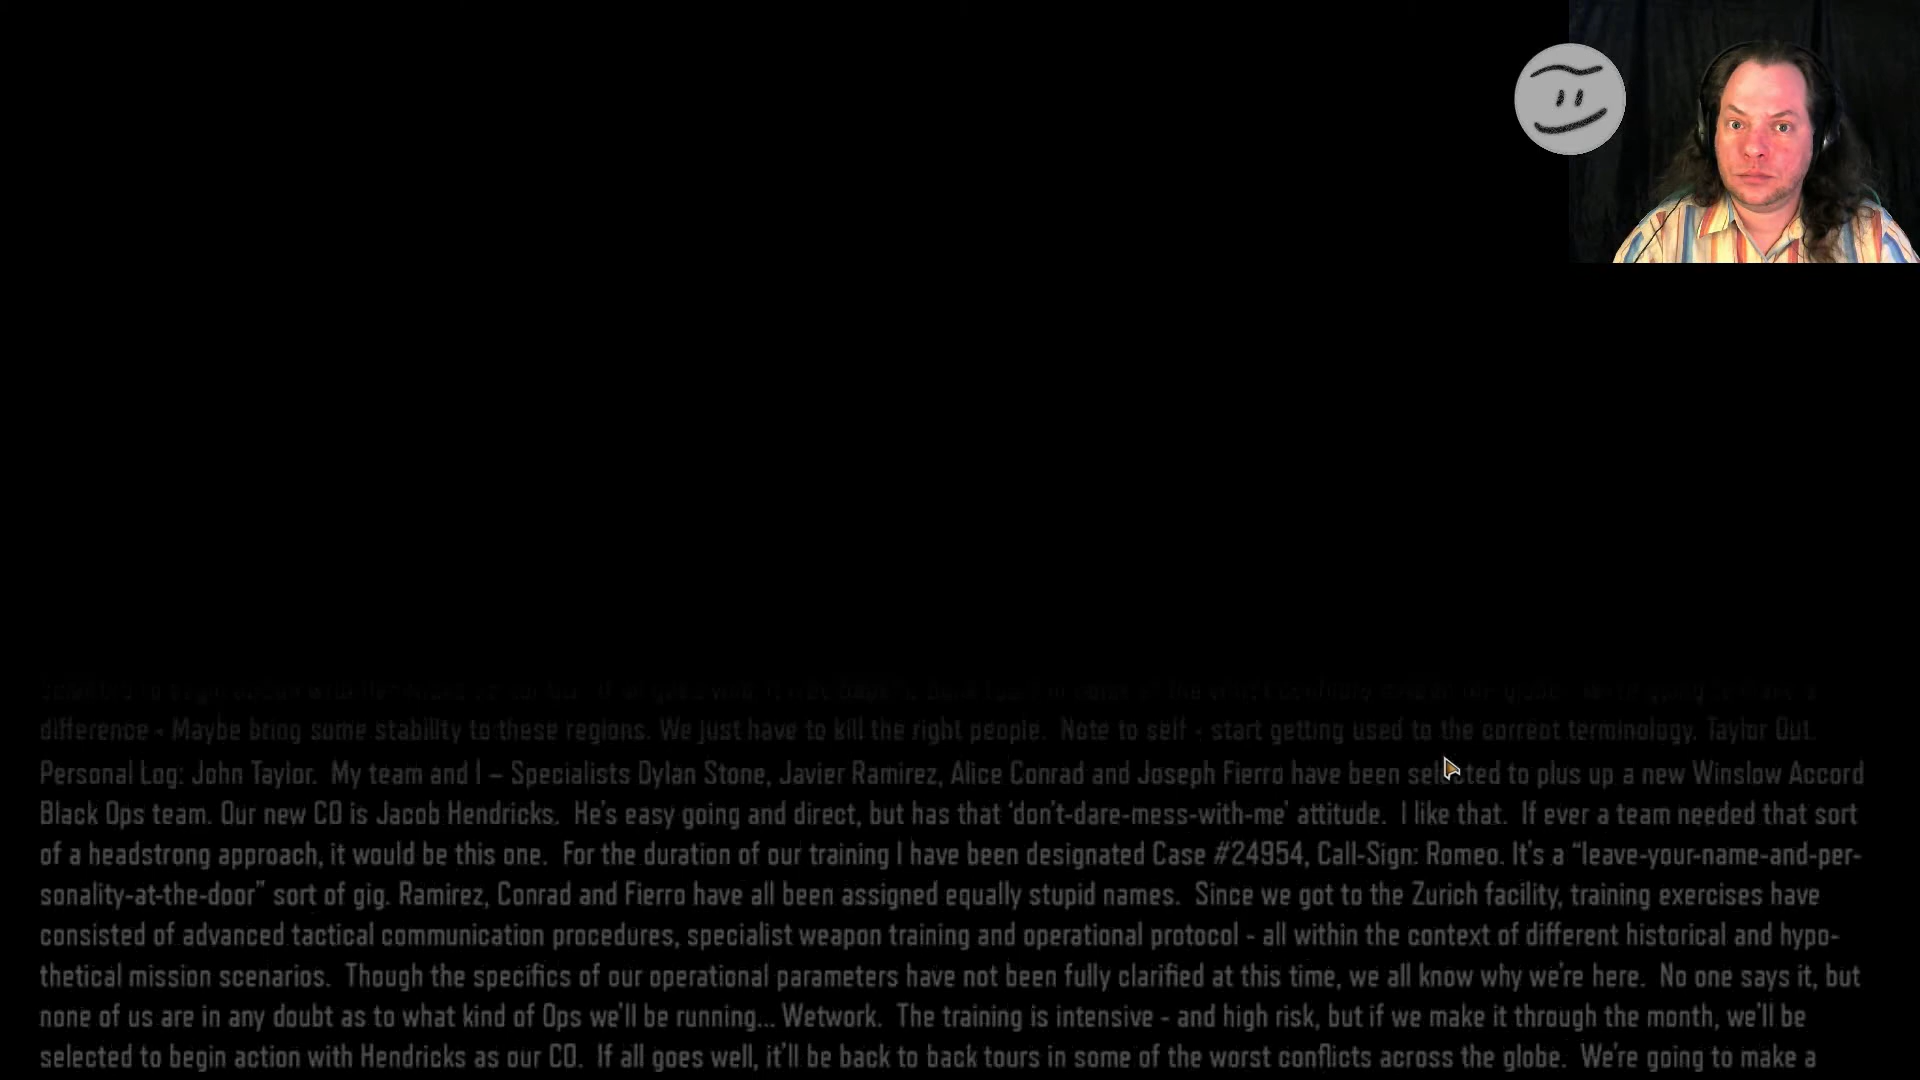 difference - Maybe bring some stability to these regions. We just have to kill the right people.  Note to self - start getting used to the correct terminology. Taylor Out.
Personal Log: John Taylor.  My team and I – Specialists Dylan Stone, Javier Ramirez, Alice Conrad and Joseph Fierro have been selected to plus up a new Winslow Accord
Black Ops team. Our new CO is Jacob Hendricks.  He's easy going and direct, but has that ‘don't-dare-mess-with-me’ attitude.  I like that.  If ever a team needed that sort
of a headstrong approach, it would be this one.  For the duration of our training I have been designated Case #24954, Call-Sign: Romeo. It's a “leave-your-name-and-per-
sonality-at-the-door” sort of gig. Ramirez, Conrad and Fierro have all been assigned equally stupid names.  Since we got to the Zurich facility, training exercises have
consisted of advanced tactical communication procedures, specialist weapon training and operational protocol - all within the context of different historical and hypo-
thetical mission scenarios.  Though the specifics of our operational parameters have not been fully clarified at this time, we all know why we're here.  No one says it, but
none of us are in any doubt as to what kind of Ops we'll be running... Wetwork.  The training is intensive - and high risk, but if we make it through the month, we'll be
selected to begin action with Hendricks as our CO.  If all goes well, it'll be back to back tours in some of the worst conflicts across the globe.  We're going to make a